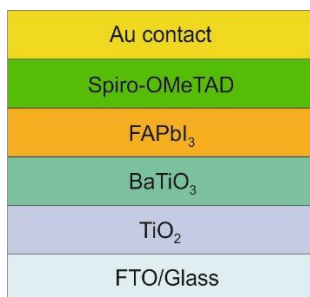 Au contact
Spiro-OMeTAD
FAPbI₃
BaTiO₃
TiO₂
FTO/Glass